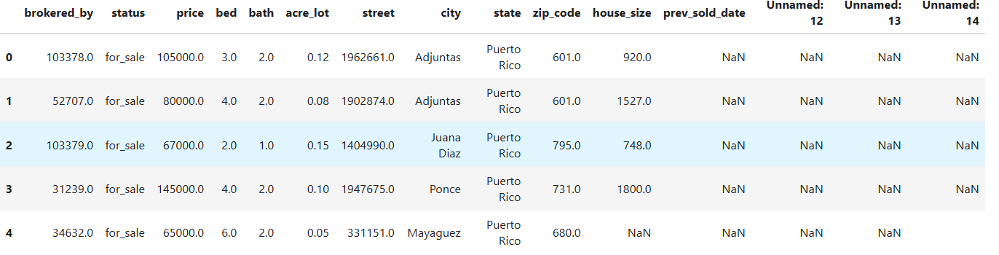 brokered_by status price bed bath acre_lot street city state zip_code house_size prev_sold_date Unnamed: 12 Unnamed: 13 Unnamed: 14
0 103378.0 for_sale 105000.0 3.0 2.0 0.12 1962661.0 Adjuntas Puerto Rico 601.0 920.0 NaN NaN NaN NaN
1 52707.0 for_sale 80000.0 4.0 2.0 0.08 1902874.0 Adjuntas Puerto Rico 601.0 1527.0 NaN NaN NaN NaN
2 103379.0 for_sale 67000.0 2.0 1.0 0.15 1404990.0 Juana Diaz Puerto Rico 795.0 748.0 NaN NaN NaN NaN
3 31239.0 for_sale 145000.0 4.0 2.0 0.10 1947675.0 Ponce Puerto Rico 731.0 1800.0 NaN NaN NaN NaN
4 34632.0 for_sale 65000.0 6.0 2.0 0.05 331151.0 Mayaguez Puerto Rico 680.0 NaN NaN NaN NaN